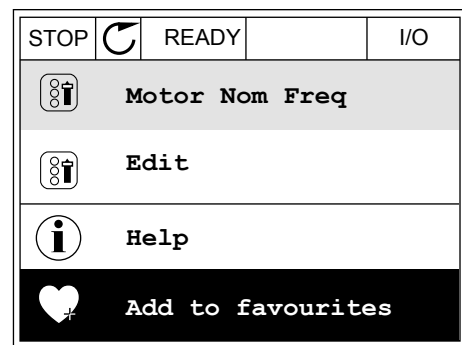 STOP READY I/O
Motor Nom Freq
Edit
Help
Add to favourites